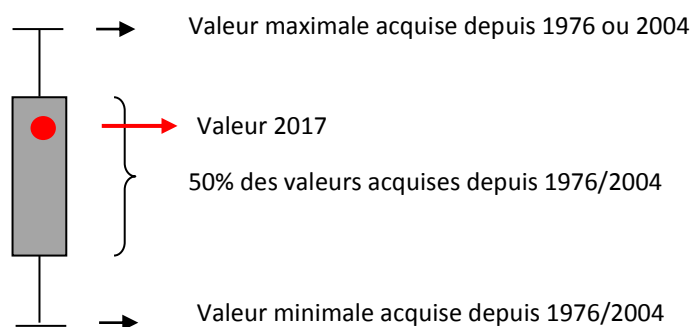 Valeur maximale acquise depuis 1976 ou 2004
Valeur 2017
50% des valeurs acquises depuis 1976/2004
Valeur minimale acquise depuis 1976/2004